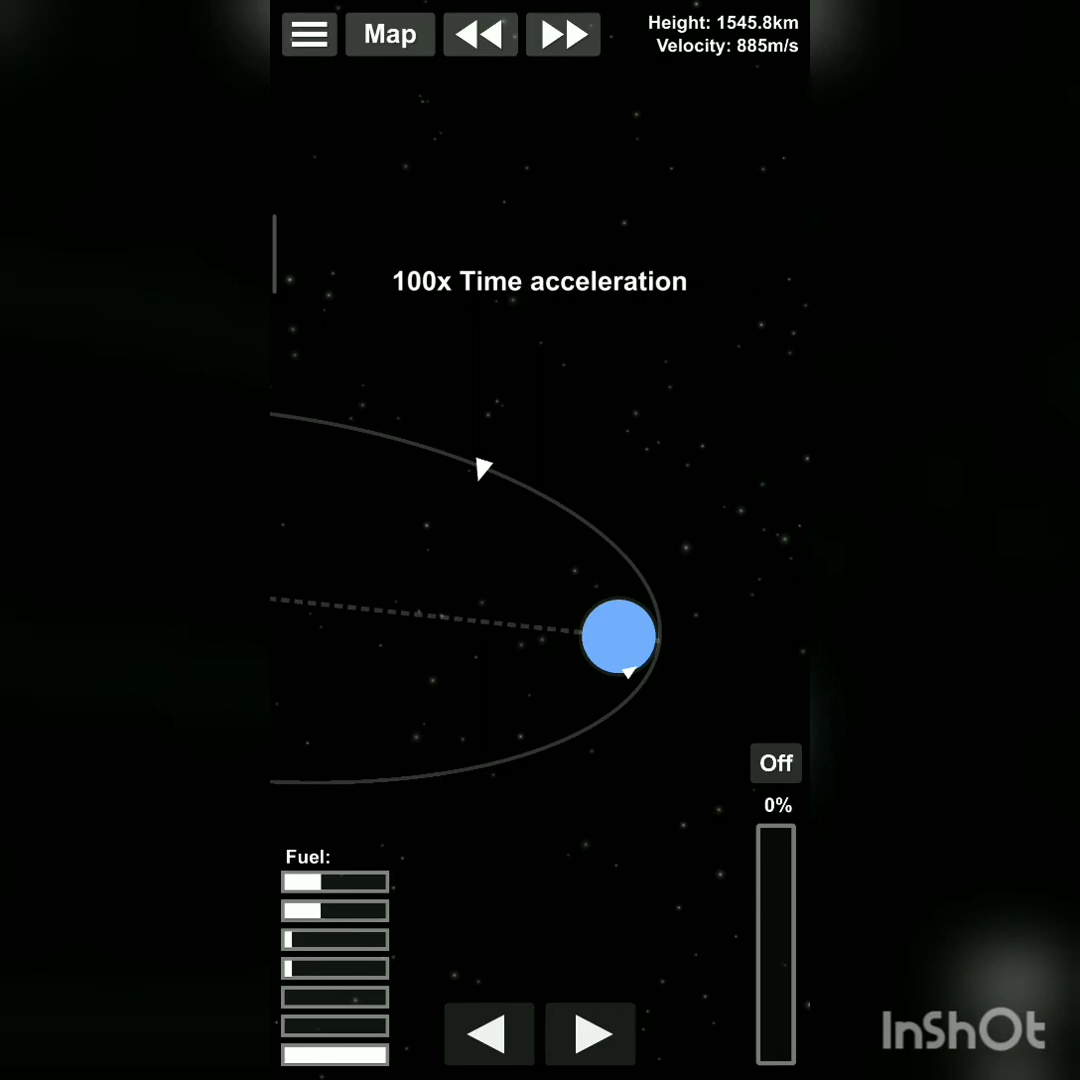 Map
Height: 1545.8km
Velocity: 885m/s
100x Time acceleration
Off
0%
Fuel:
InShOt